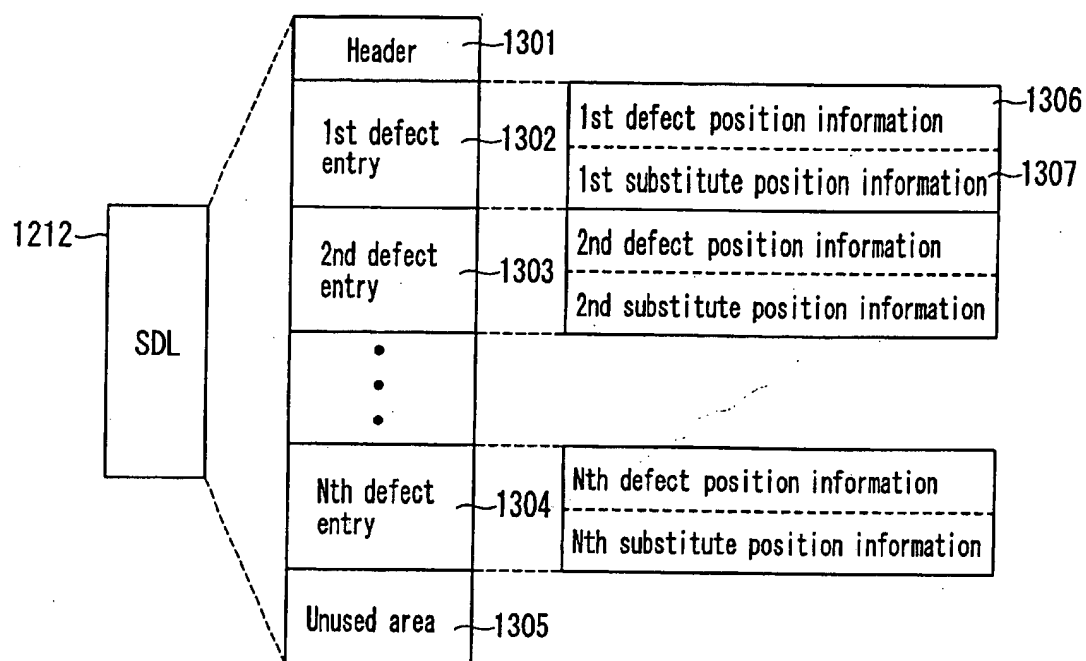 Header
1301
1st defect
entry
1302
1st defect position information
1306
1st substitute position information
1307
1212
SDL
2nd defect
entry
1303
2nd defect position information
2nd substitute position information
Nth defect
entry
1304
Nth defect position information
Nth substitute position information
Unused area
1305